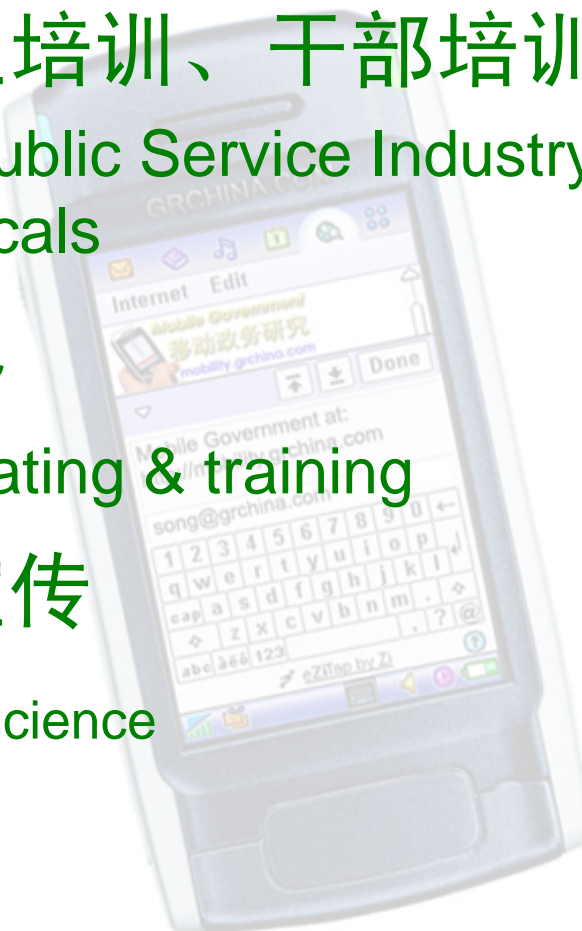 培训、干部培训
ublic Service Industry
cals
GRCHINA.COM
Internet Edit
Mobile Government
移动政务研究
mobility.grchina.com
Done
Mobile Government at:
http://mobility.grchina.com
ating & training
song@grchina.com
1 2 3 4 5 6 7 8 9 0 ←
q w e r t y u i o p
cap a s d f g h j k l
z x c v b n m . 
, ? @
abc àëó 123
传
eZiTap by Zi
cience